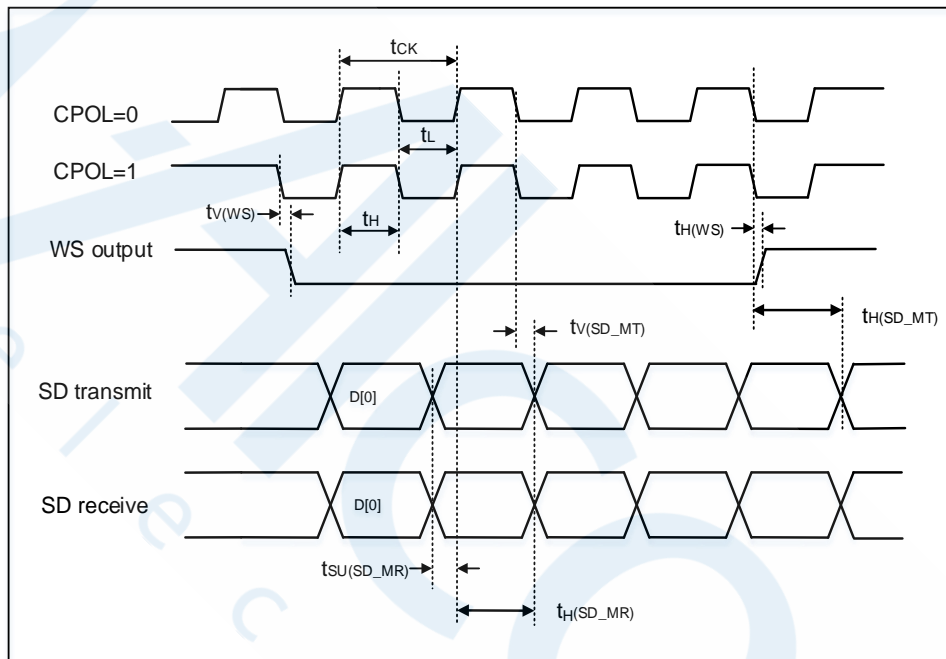 tCK
CPOL=0
tL
CPOL=1
tV(WS)
tH
tH(WS)
WS output
tV(SD_MT)
tH(SD_MT)
SD transmit
D[0]
SD receive
D[0]
tSU(SD_MR)
tH(SD_MR)
e l e c